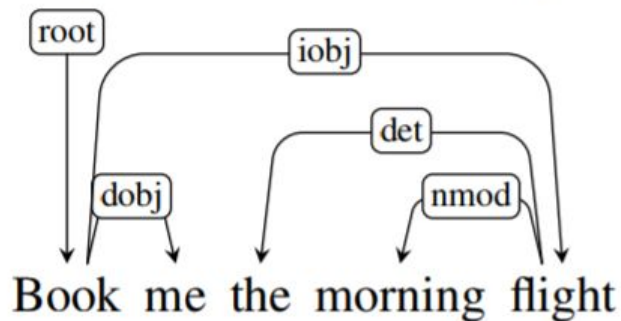 root
iobj
det
dobj nmod
Book me the morning flight